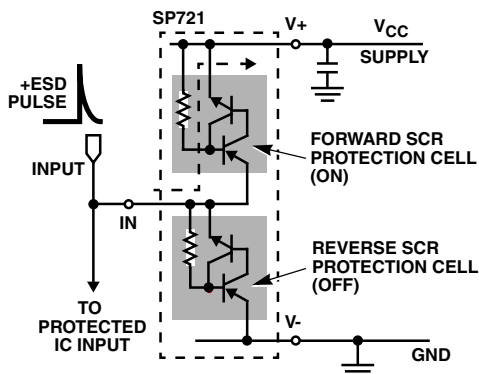 SP721
V+
VCC
SUPPLY
+ESD
PULSE
INPUT
FORWARD SCR
PROTECTION CELL
(ON)
IN
REVERSE SCR
PROTECTION CELL
(OFF)
TO
PROTECTED
IC INPUT
V-
GND